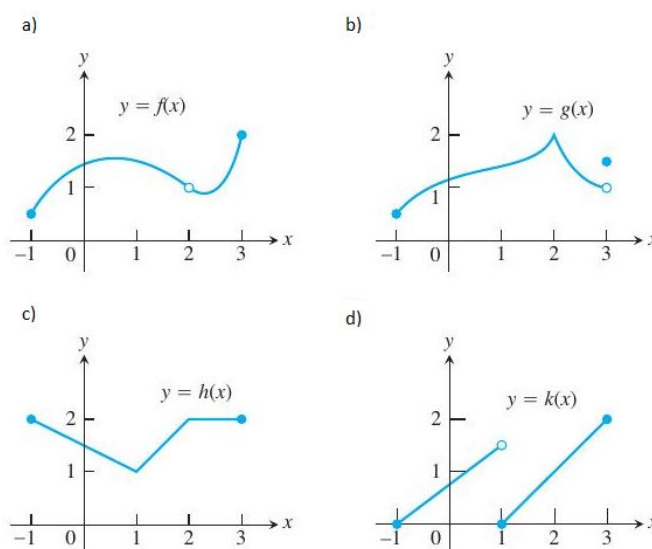 a)
y
y = f(x)
2
1
–1 0 1 2 3 x
b)
y
y = g(x)
2
1
–1 0 1 2 3 x
c)
y
y = h(x)
2
1
–1 0 1 2 3 x
d)
y
y = k(x)
2
1
–1 0 1 2 3 x